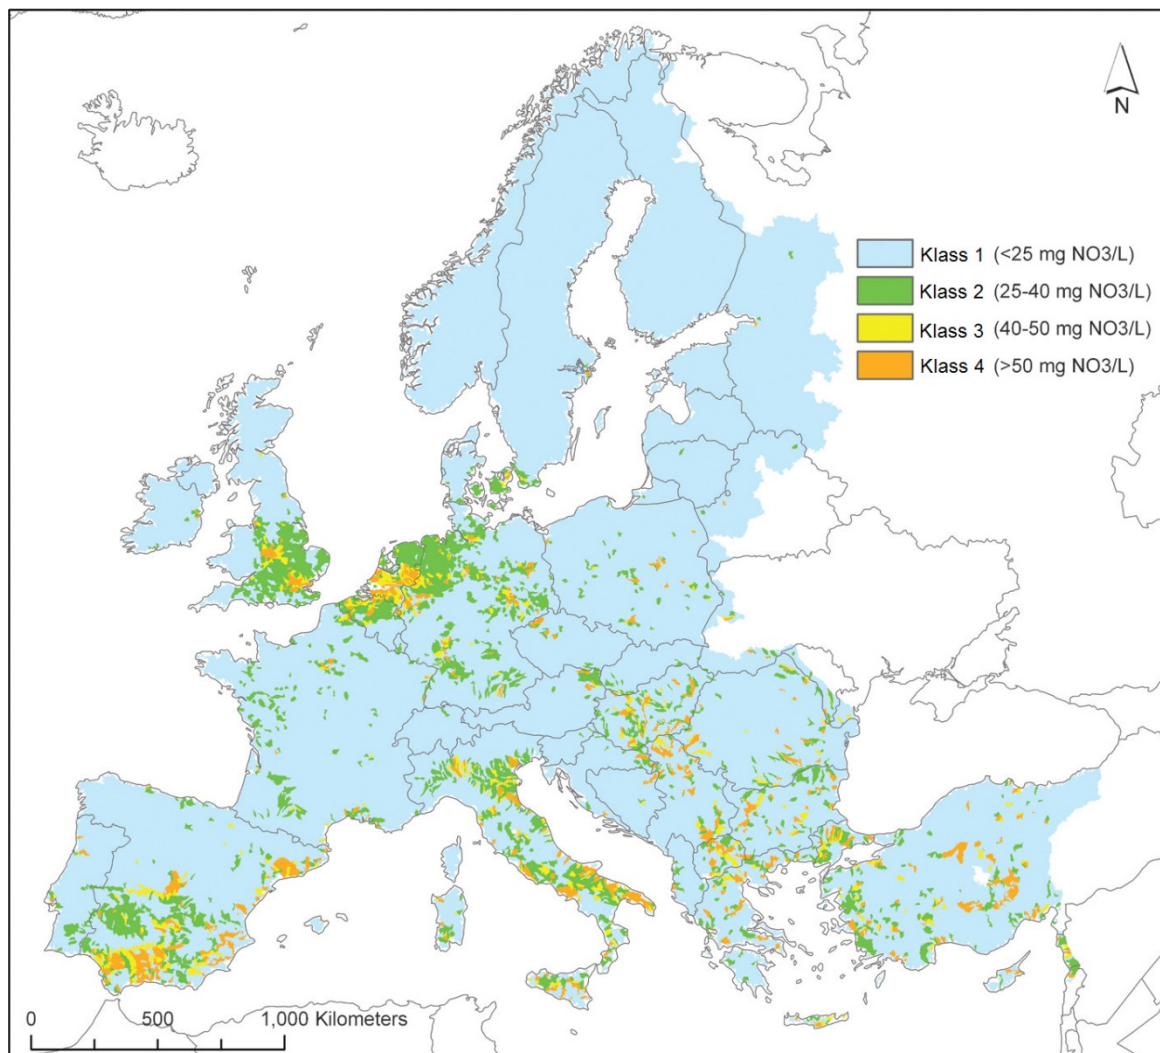 N
Klass 1 (<25 mg NO3/L)
Klass 2 (25-40 mg NO3/L)
Klass 3 (40-50 mg NO3/L)
Klass 4 (>50 mg NO3/L)
0 500 1,000 Kilometers